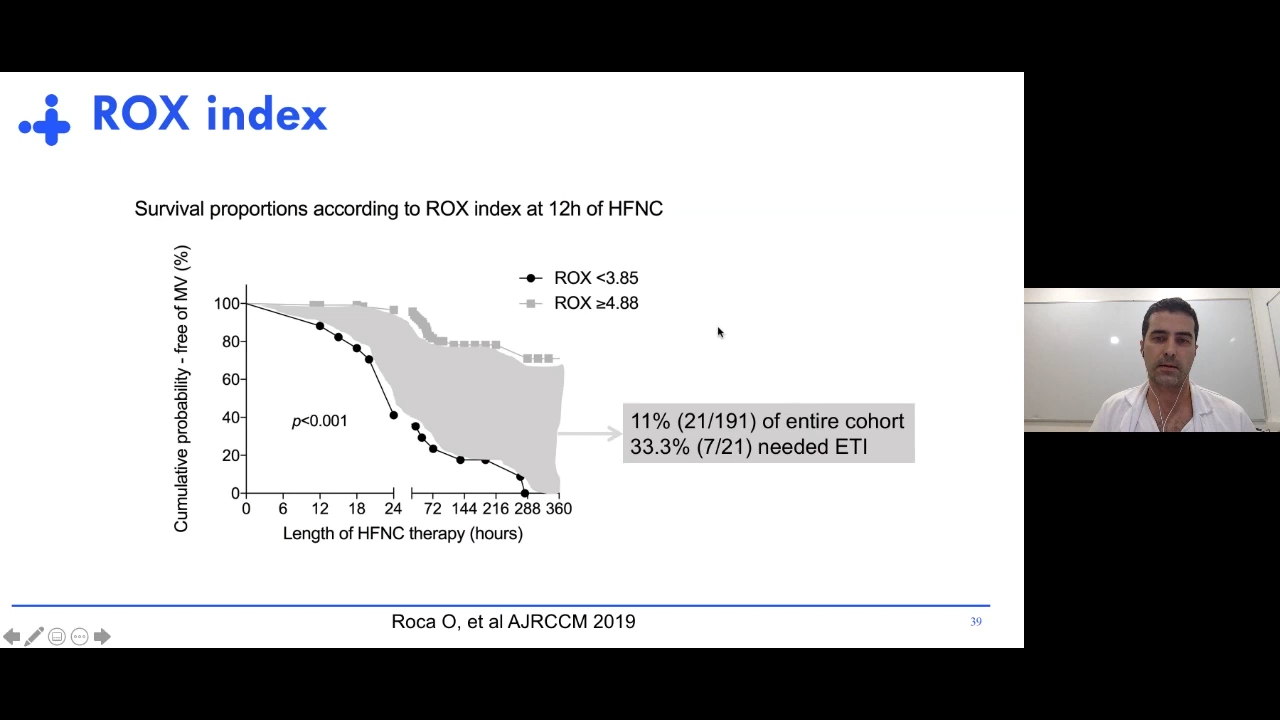 ROX index
Survival proportions according to ROX index at 12h of HFNC
Cumulative probability - free of MV (%)
ROX <3.85
ROX ≥4.88
100
80
60
40
20
0
p<0.001
11% (21/191) of entire cohort
33.3% (7/21) needed ETI
0 6 12 18 24 72 144 216 288 360
Length of HFNC therapy (hours)
Roca O, et al AJRCCM 2019
39